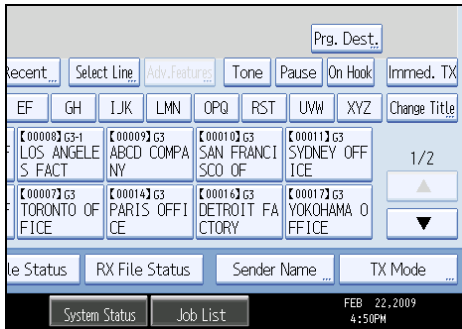 Prg. Dest.
Recent Select Line Adv.Features Tone Pause On Hook Immed. TX
EF GH IJK LMN OPQ RST UVW XYZ Change Title
【00008】G3-1 【00009】G3 【00010】G3 【00011】G3
LOS ANGELE ABCD COMPA SAN FRANCI SYDNEY OFF
S FACT NY SCO OF ICE
1/2
【00007】G3 【00014】G3 【00016】G3 【00017】G3
TORONTO OF PARIS OFFI DETROIT FA YOKOHAMA O
FICE CE CTORY FFICE
le Status RX File Status Sender Name TX Mode
System Status Job List FEB 22,2009
4:50PM